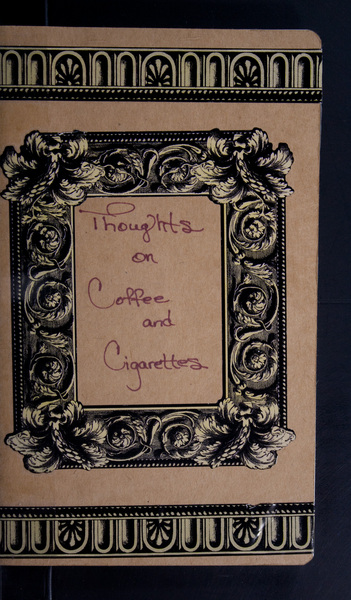 Thoughts
on
Coffee
and
Cigarettes